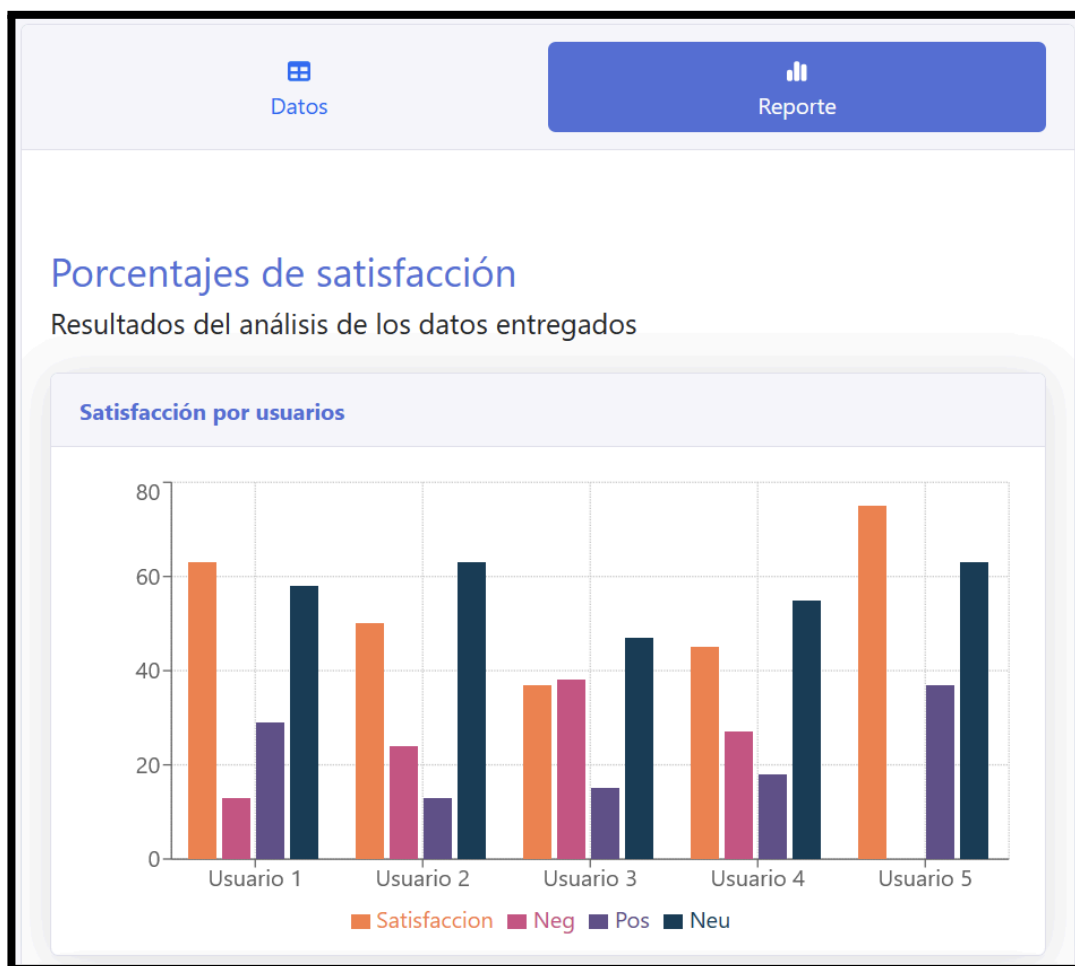 Datos
Reporte
Porcentajes de satisfacción
Resultados del análisis de los datos entregados
Satisfacción por usuarios
80
60
40
20
0
Usuario 1 Usuario 2 Usuario 3 Usuario 4 Usuario 5
Satisfaccion Neg Pos Neu